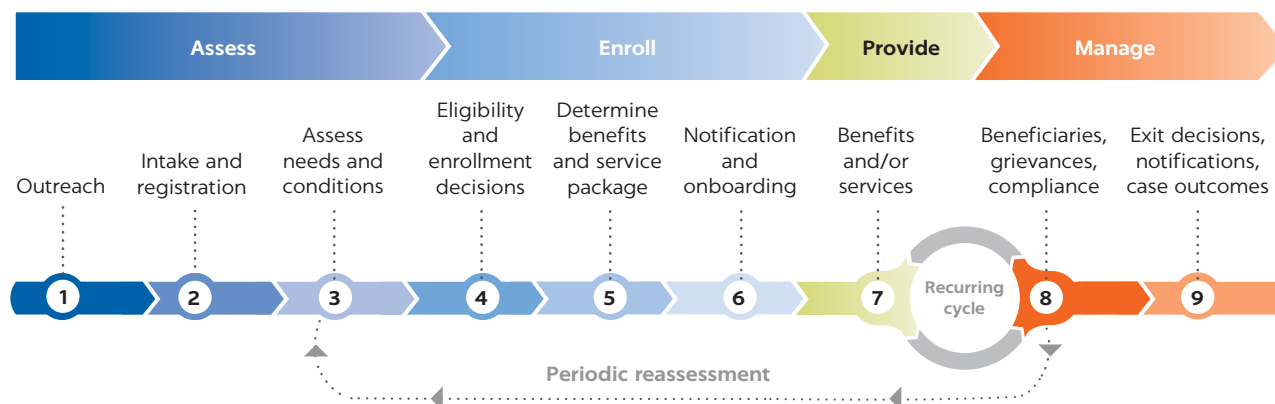 Assess
Enroll
Provide
Manage
Outreach
Intake and
registration
Assess
needs and
conditions
Eligibility
and
enrollment
decisions
Determine
benefits
and service
package
Notification
and
onboarding
Benefits
and/or
services
Beneficiaries,
grievances,
compliance
Exit decisions,
notifications,
case outcomes
1
2
3
4
5
6
7
Recurring
cycle
8
9
Periodic reassessment